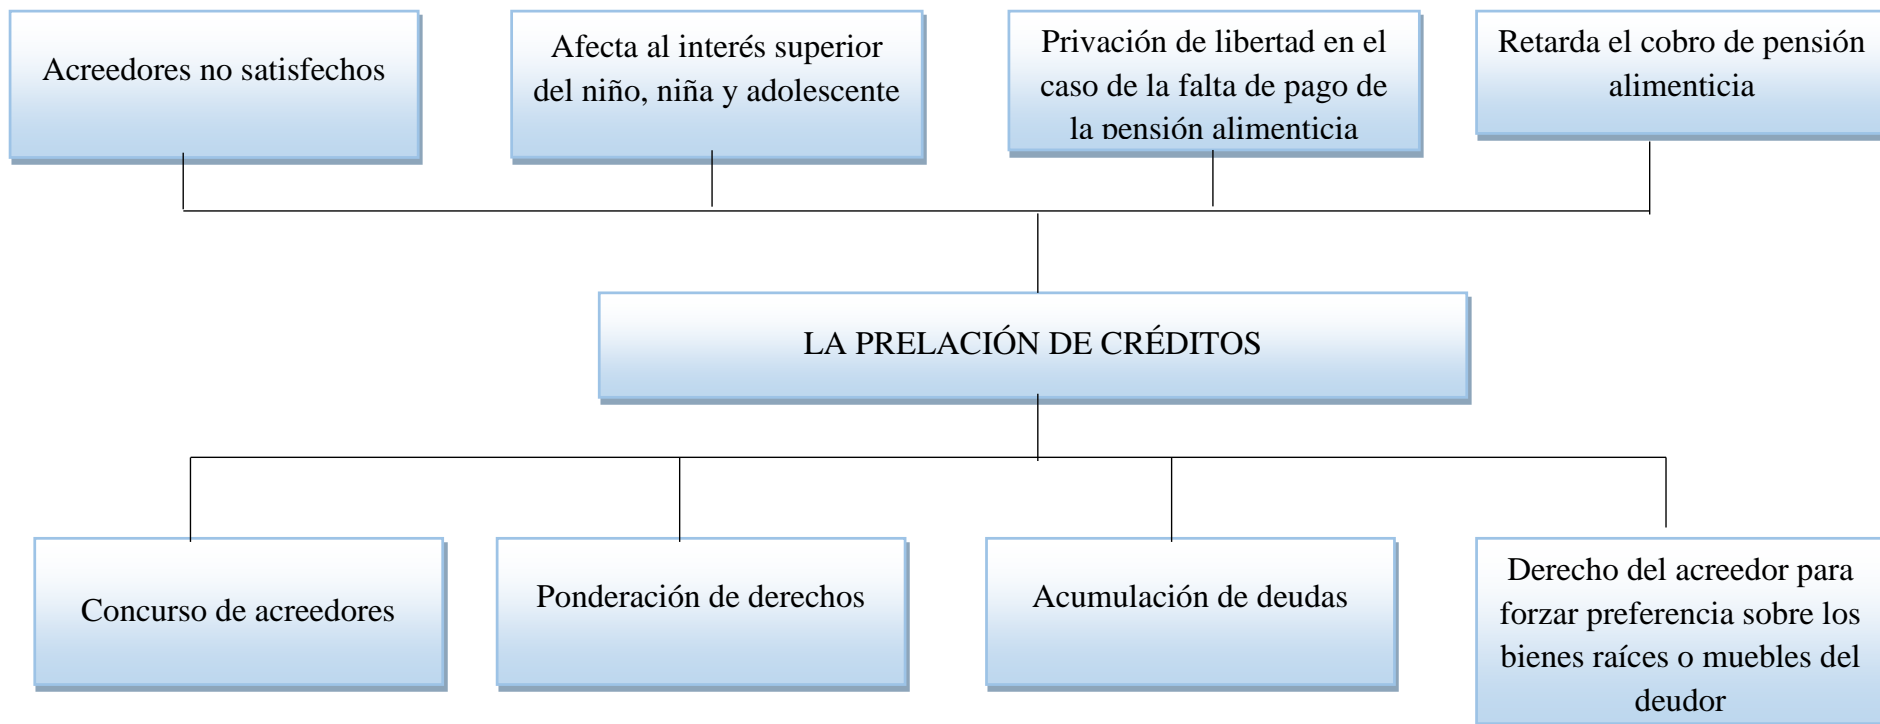 Acreedores no satisfechos
Afecta al interés superior
del niño, niña y adolescente
Privación de libertad en el
caso de la falta de pago de
la pensión alimenticia
Retarda el cobro de pensión
alimenticia
LA PRELACIÓN DE CRÉDITOS
Concurso de acreedores
Ponderación de derechos
Acumulación de deudas
Derecho del acreedor para
forzar preferencia sobre los
bienes raíces o muebles del
deudor